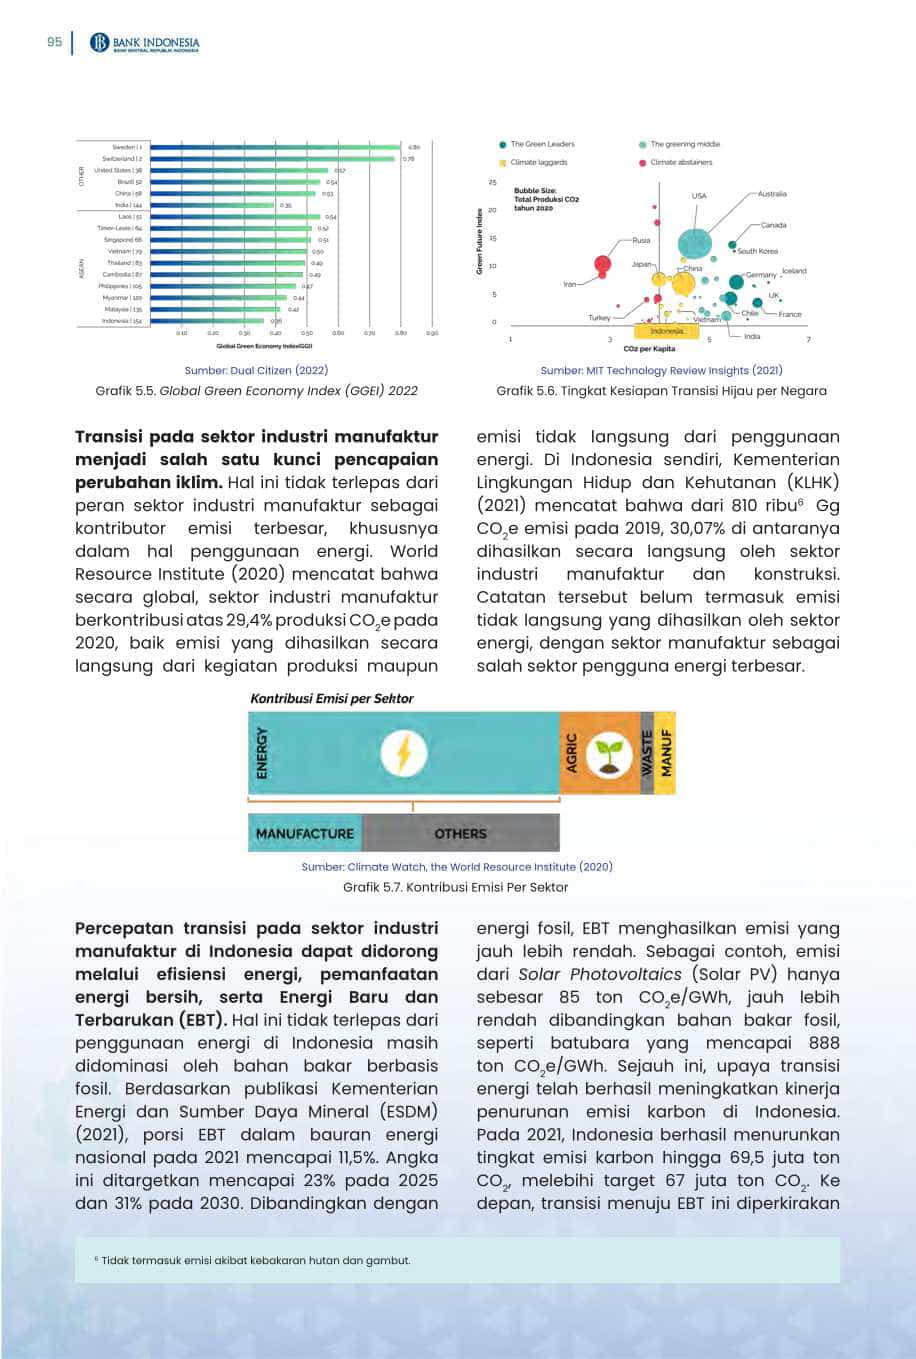 95
BANK INDONESIA
BANK SENTRAL REPUBLIK INDONESIA
OTHER
Sweden | 1
0.80
Switzerland | 2
0.78
United States | 38
0.57
Brazil| 52
0.54
China | 58
0.53
India | 144
0.39
ASEAN
Laos | 51
0.54
Timor-Leste | 64
0.52
Singapore| 66
0.51
Vietnam | 79
0.50
Thailand | 83
0.49
Cambodia | 87
0.49
Philippines | 105
0.47
Myanmar | 120
0.44
Malaysia | 135
0.42
Indonesia | 154
0.36
0.10 0.20 0.30 0.40 0.50 0.60 0.70 0.80 0.90
Global Green Economy Index(GGEI)
Sumber: Dual Citizen (2022)
Grafik 5.5. Global Green Economy Index (GGEI) 2022
The Green Leaders
The greening middle
Climate laggards
Climate abstainers
Bubble Size:
Total Produksi CO2
tahun 2020
Green Future Index
25
20
15
10
5
0
USA
Australia
Canada
Rusia
South Korea
Japan
China
Germany
Iceland
Iran
UK
Turkey
Vietnam
Chile
France
Indonesia
India
1 3 5 7
CO2 per Kapita
Sumber: MIT Technology Review Insights (2021)
Grafik 5.6. Tingkat Kesiapan Transisi Hijau per Negara
Transisi pada sektor industri manufaktur
menjadi salah satu kunci pencapaian
perubahan iklim. Hal ini tidak terlepas dari
peran sektor industri manufaktur sebagai
kontributor emisi terbesar, khususnya
dalam hal penggunaan energi. World
Resource Institute (2020) mencatat bahwa
secara global, sektor industri manufaktur
berkontribusi atas 29,4% produksi CO₂e pada
2020, baik emisi yang dihasilkan secara
langsung dari kegiatan produksi maupun
emisi tidak langsung dari penggunaan
energi. Di Indonesia sendiri, Kementerian
Lingkungan Hidup dan Kehutanan (KLHK)
(2021) mencatat bahwa dari 810 ribu⁶ Gg
CO₂e emisi pada 2019, 30,07% di antaranya
dihasilkan secara langsung oleh sektor
industri manufaktur dan konstruksi.
Catatan tersebut belum termasuk emisi
tidak langsung yang dihasilkan oleh sektor
energi, dengan sektor manufaktur sebagai
salah sektor pengguna energi terbesar.
Kontribusi Emisi per Sektor
ENERGY
AGRIC
WASTE
MANUF
MANUFACTURE
OTHERS
Sumber: Climate Watch, the World Resource Institute (2020)
Grafik 5.7. Kontribusi Emisi Per Sektor
Percepatan transisi pada sektor industri
manufaktur di Indonesia dapat didorong
melalui efisiensi energi, pemanfaatan
energi bersih, serta Energi Baru dan
Terbarukan (EBT). Hal ini tidak terlepas dari
penggunaan energi di Indonesia masih
didominasi oleh bahan bakar berbasis
fosil. Berdasarkan publikasi Kementerian
Energi dan Sumber Daya Mineral (ESDM)
(2021), porsi EBT dalam bauran energi
nasional pada 2021 mencapai 11,5%. Angka
ini ditargetkan mencapai 23% pada 2025
dan 31% pada 2030. Dibandingkan dengan
energi fosil, EBT menghasilkan emisi yang
jauh lebih rendah. Sebagai contoh, emisi
dari Solar Photovoltaics (Solar PV) hanya
sebesar 85 ton CO₂e/GWh, jauh lebih
rendah dibandingkan bahan bakar fosil,
seperti batubara yang mencapai 888
ton CO₂e/GWh. Sejauh ini, upaya transisi
energi telah berhasil meningkatkan kinerja
penurunan emisi karbon di Indonesia.
Pada 2021, Indonesia berhasil menurunkan
tingkat emisi karbon hingga 69,5 juta ton
CO₂, melebihi target 67 juta ton CO₂. Ke
depan, transisi menuju EBT ini diperkirakan
⁶ Tidak termasuk emisi akibat kebakaran hutan dan gambut.